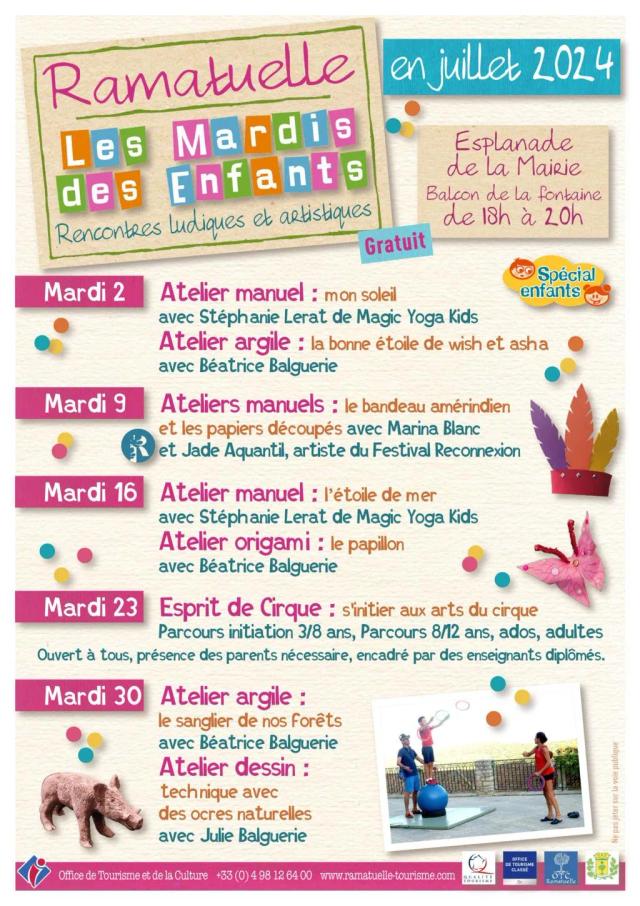 Ramatuelle
en juillet 2024
Les Mardis
des Enfants
Rencontres ludiques et artistiques
Esplanade
de la Mairie
Balcon de la fontaine
de 18h à 20h
Gratuit
Spécial
enfants
Mardi 2
Atelier manuel : mon soleil
avec Stéphanie Lerat de Magic Yoga Kids
Atelier argile : la bonne étoile de wish et asha
avec Béatrice Balguerie
Mardi 9
Ateliers manuels : le bandeau amérindien
et les papiers découpés avec Marina Blanc
et Jade Aquantil, artiste du Festival Reconnexion
Mardi 16
Atelier manuel : l'étoile de mer
avec Stéphanie Lerat de Magic Yoga Kids
Atelier origami : le papillon
avec Béatrice Balguerie
Mardi 23
Esprit de Cirque : s'initier aux arts du cirque
Parcours initiation 3/8 ans, Parcours 8/12 ans, ados, adultes
Ouvert à tous, présence des parents nécessaire, encadré par des enseignants diplômés.
Mardi 30
Atelier argile :
le sanglier de nos forêts
avec Béatrice Balguerie
Atelier dessin :
technique avec
des ocres naturelles
avec Julie Balguerie
Ne pas jeter sur la voie publique
Office de Tourisme et de la Culture +33 (0) 4 98 12 64 00 www.ramatuelle-tourisme.com
QUALITÉ
TOURISME
OFFICE
DE TOURISME
CLASSÉ
OTC
Ramatuelle